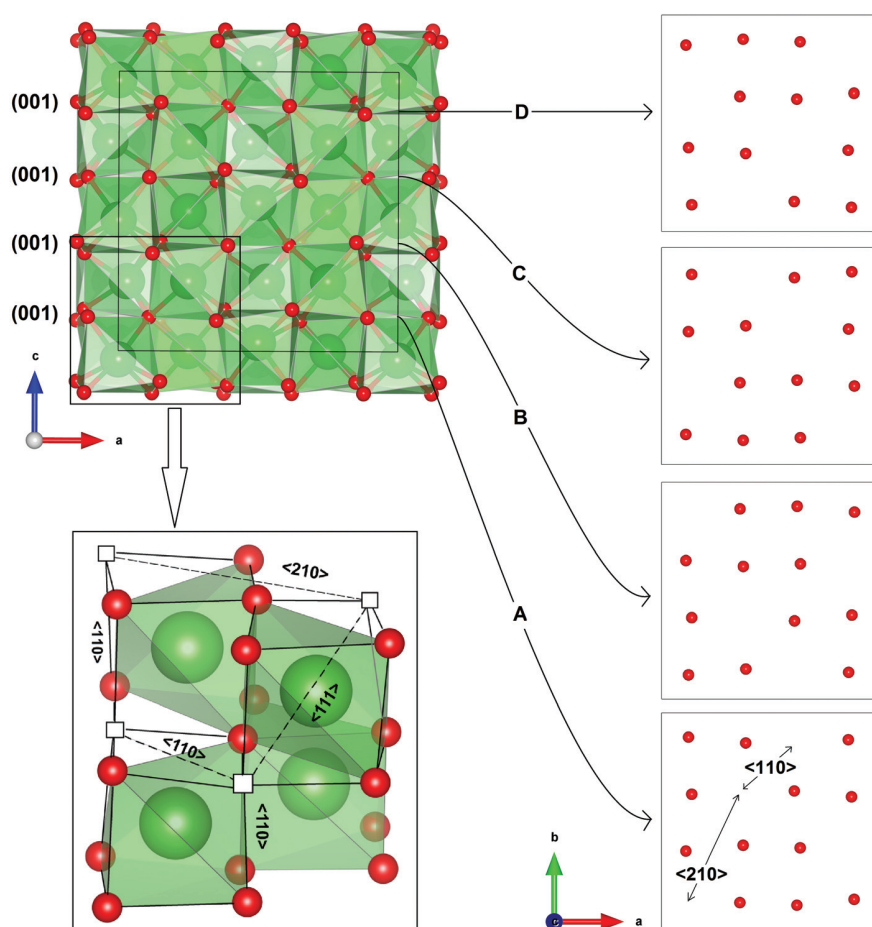 (001)
(001)
(001)
(001)
D
C
B
A
c
a
<210>
<110>
<111>
<110>
<110>
<110>
<210>
b
c
a